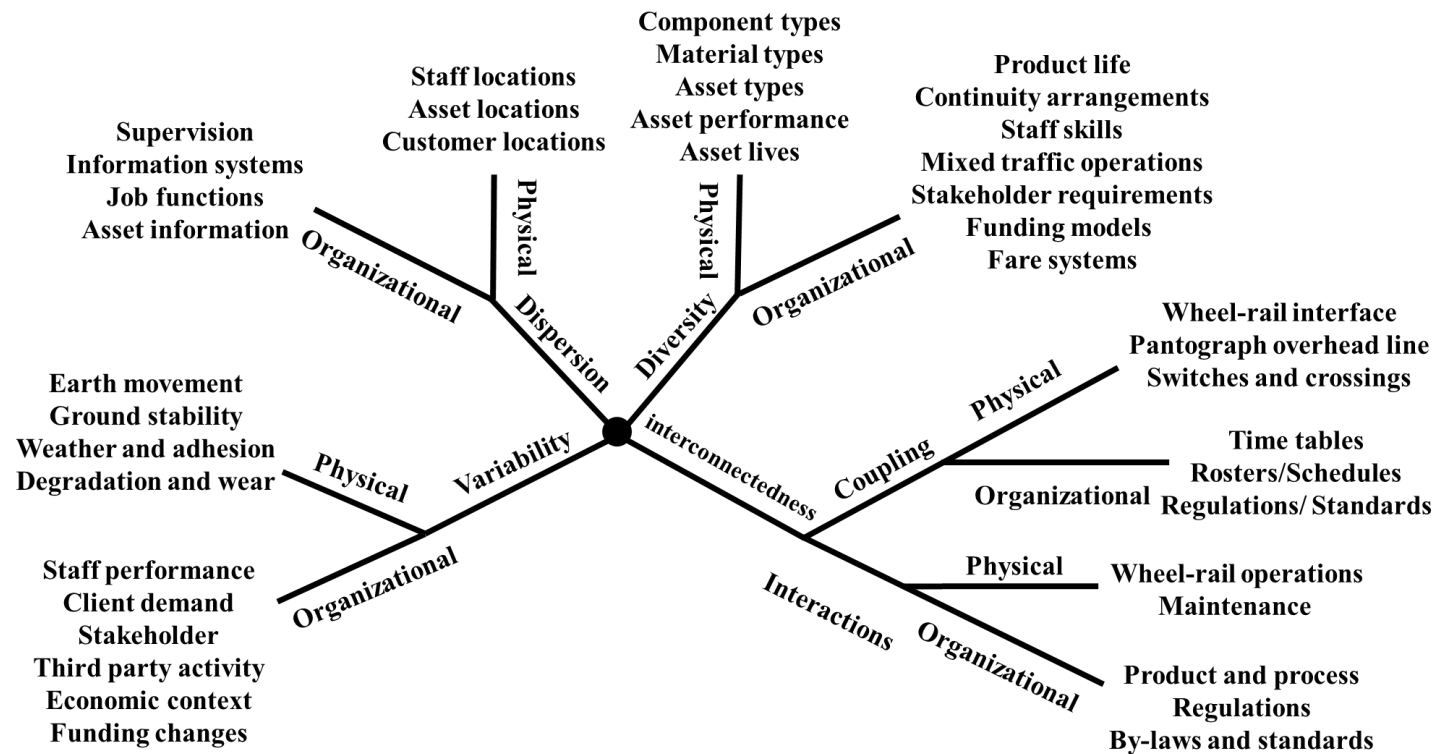 Component types
Material types
Asset types
Asset performance
Asset lives
Staff locations
Asset locations
Customer locations
Product life
Continuity arrangements
Staff skills
Mixed traffic operations
Stakeholder requirements
Funding models
Fare systems
Supervision
Information systems
Job functions
Asset information
Organizational
Physical
Dispersion
Physical
Diversity
Organizational
Wheel-rail interface
Pantograph overhead line
Switches and crossings
Physical
Coupling
Organizational
Time tables
Rosters/Schedules
Regulations/ Standards
interconnectedness
Earth movement
Ground stability
Weather and adhesion
Degradation and wear
Physical
Variability
Organizational
Staff performance
Client demand
Stakeholder
Third party activity
Economic context
Funding changes
Interactions
Physical
Wheel-rail operations
Maintenance
Organizational
Product and process
Regulations
By-laws and standards